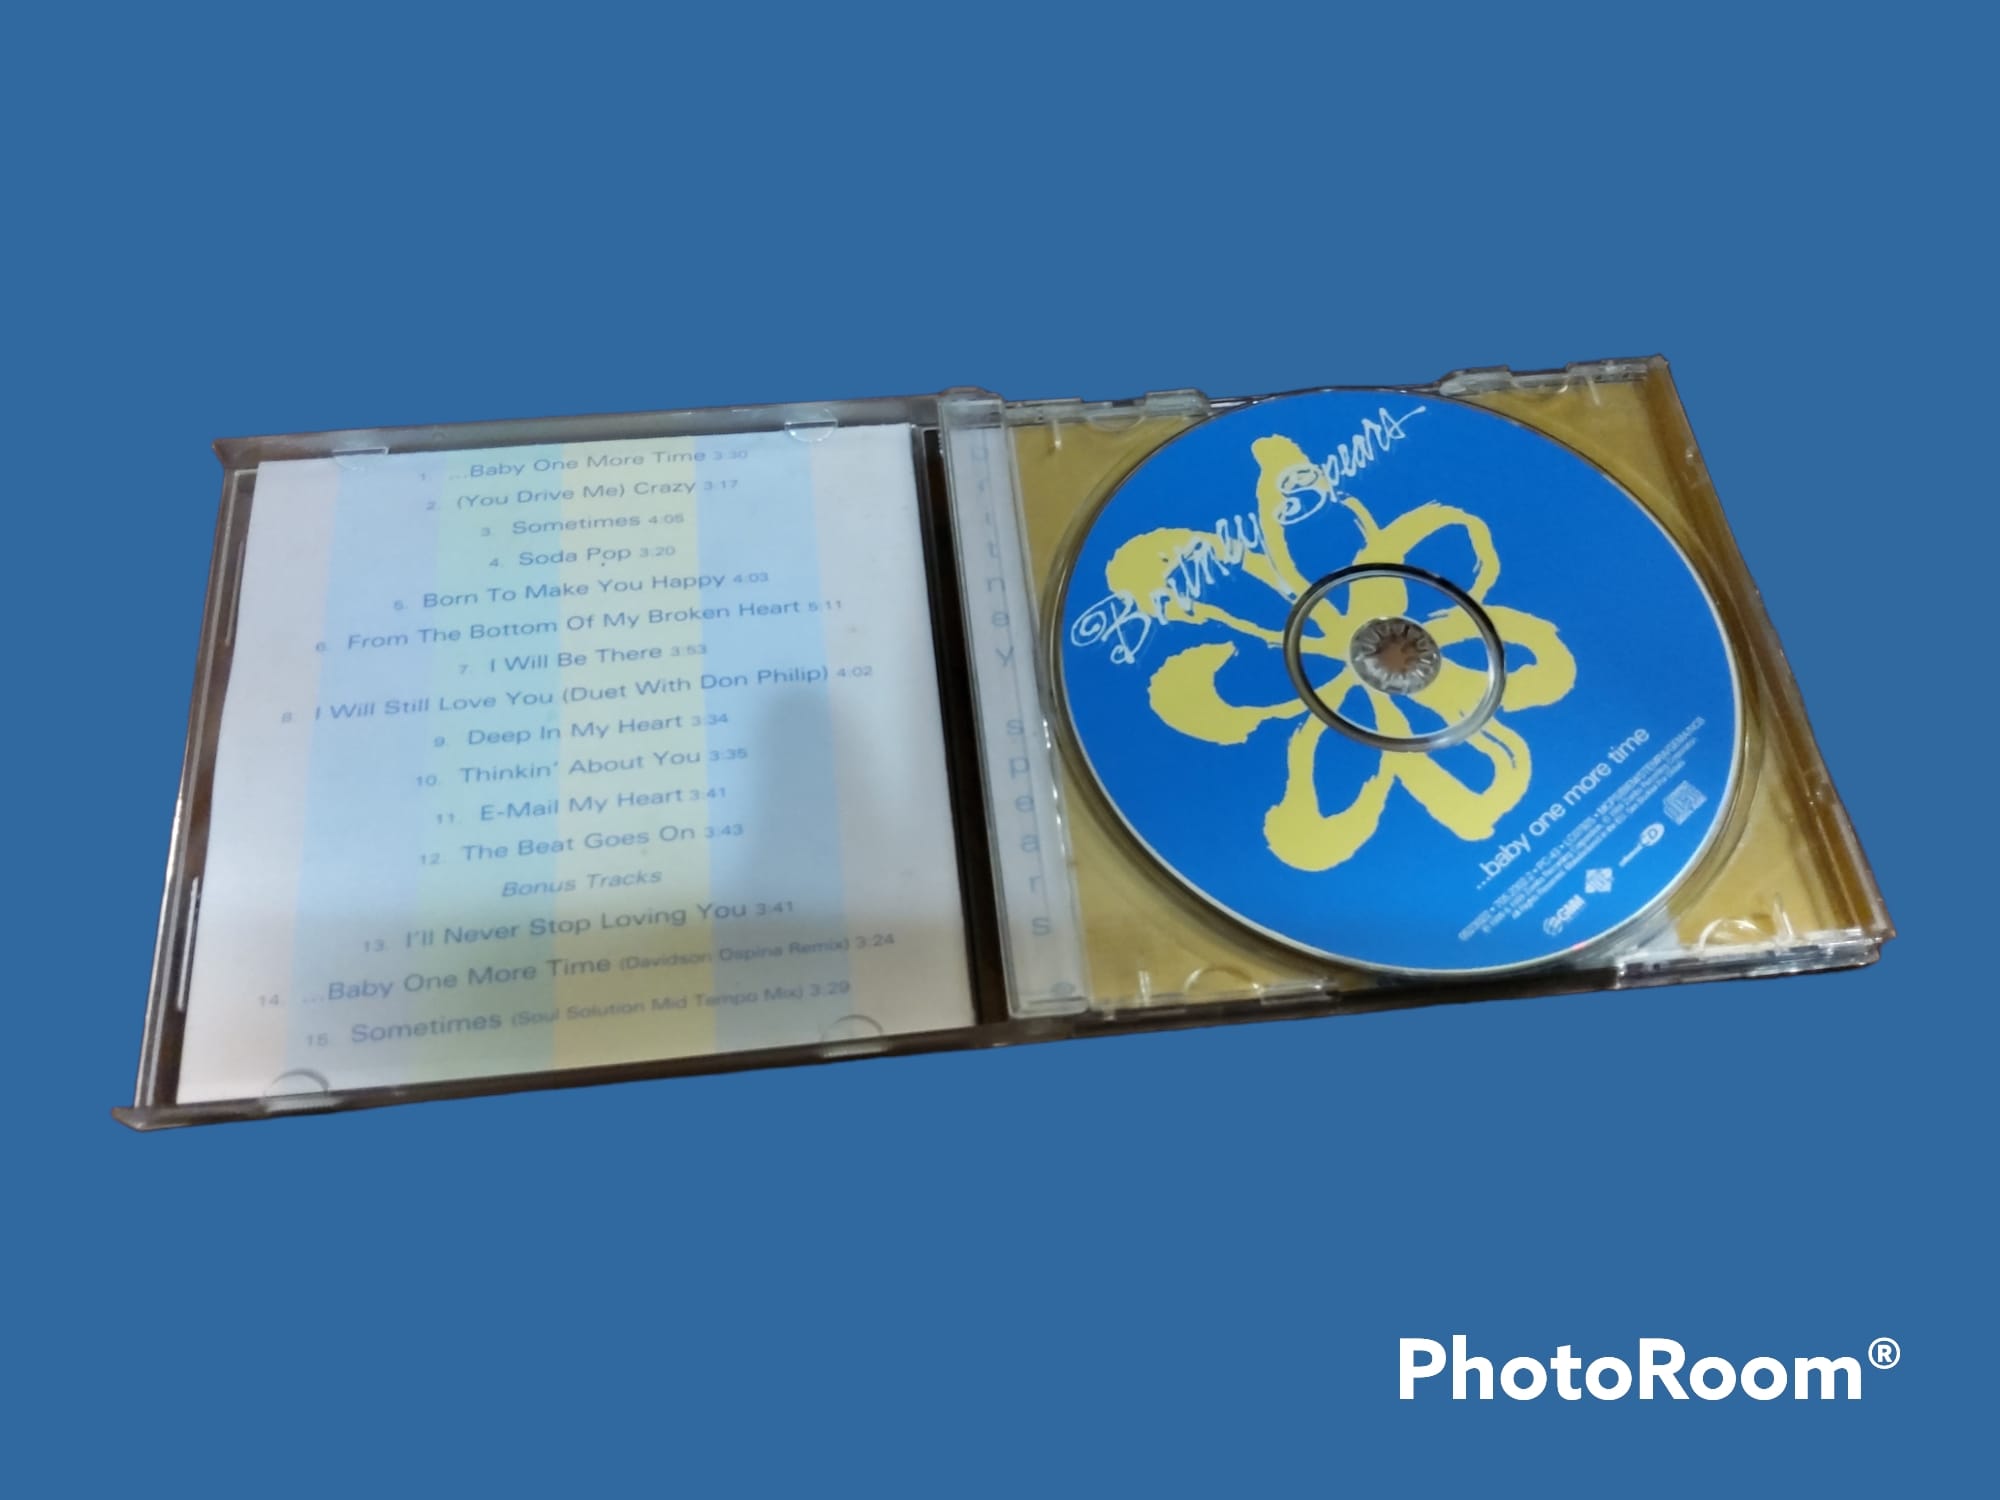 1. ...Baby One More Time 3:30
2. (You Drive Me) Crazy 3:17
3. Sometimes 4:05
4. Soda Pop 3:20
5. Born To Make You Happy 4:03
6. From The Bottom Of My Broken Heart 5:11
7. I Will Be There 3:53
8. I Will Still Love You (Duet With Don Philip) 4:02
9. Deep In My Heart 3:34
10. Thinkin' About You 3:35
11. E-Mail My Heart 3:41
12. The Beat Goes On 3:43
Bonus Tracks
13. I'll Never Stop Loving You 3:41
14. ...Baby One More Time (Davidson Ospina Remix) 3:24
15. Sometimes (Soul Solution Mid Tempo Mix) 3:29
britney spears
Britney Spears
...baby one more time
GMM
PhotoRoom®